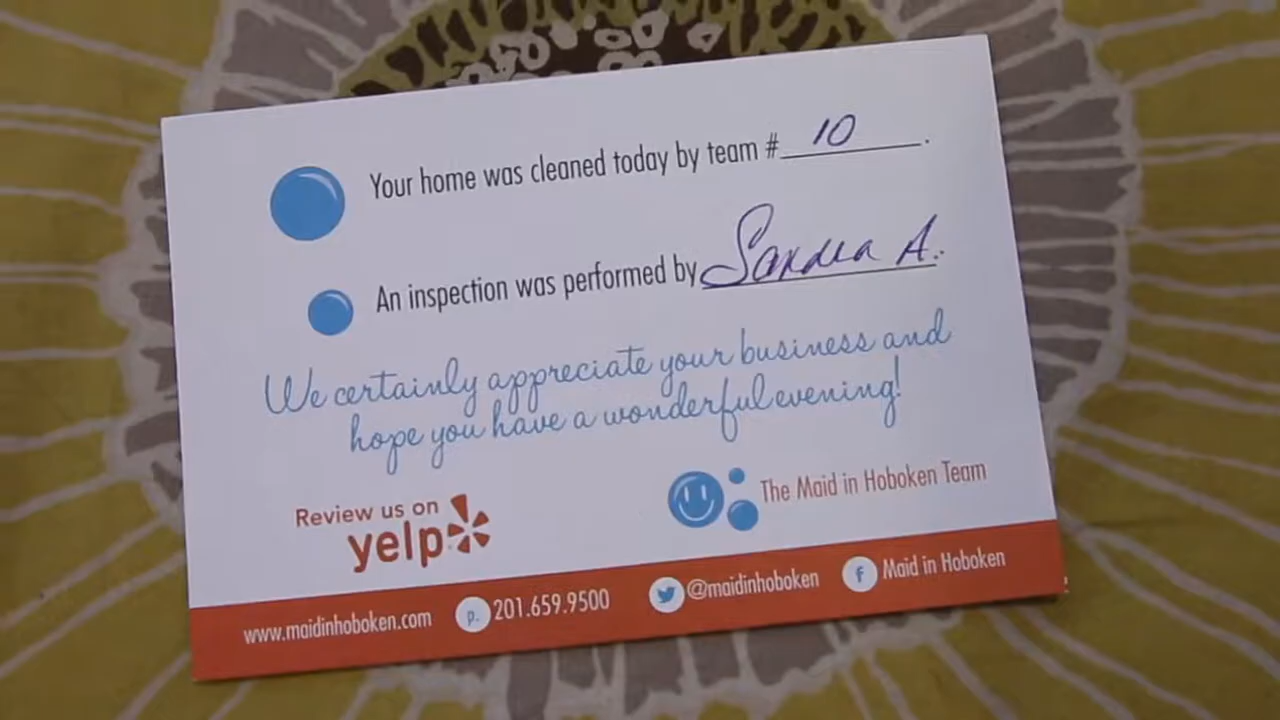 Your home was cleaned today by team # 10.
An inspection was performed by Sandra A.
We certainly appreciate your business and
hope you have a wonderful evening!
The Maid in Hoboken Team
Review us on
yelp
www.maidinhoboken.com p. 201.659.9500 @maidinhoboken f Maid in Hoboken